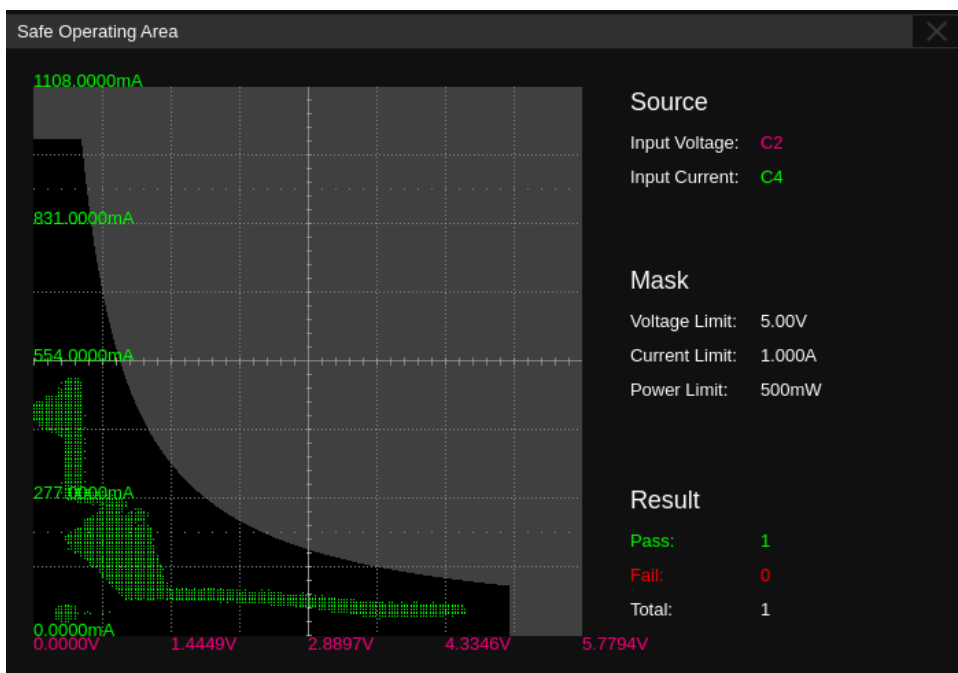 Safe Operating Area
1108.0000mA
831.0000mA
554.0000mA
277.0000mA
0.0000mA
0.0000V 1.4449V 2.8897V 4.3346V 5.7794V
Source
Input Voltage: C2
Input Current: C4
Mask
Voltage Limit: 5.00V
Current Limit: 1.000A
Power Limit: 500mW
Result
Pass: 1
Fail: 0
Total: 1